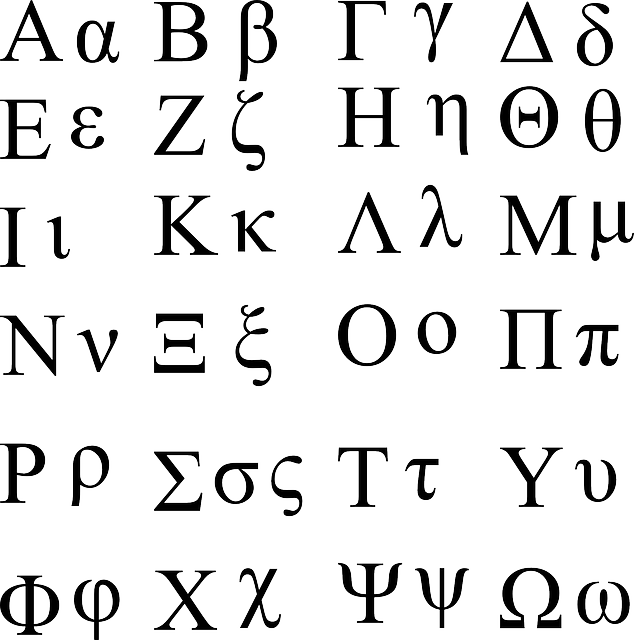 Α α Β β Γ γ Δ δ
Ε ε Ζ ζ Η η Θ θ
Ι ι Κ κ Λ λ Μ μ
Ν ν Ξ ξ Ο ο Π π
Ρ ρ Σ σ ς Τ τ Υ υ
Φ φ Χ χ Ψ ψ Ω ω